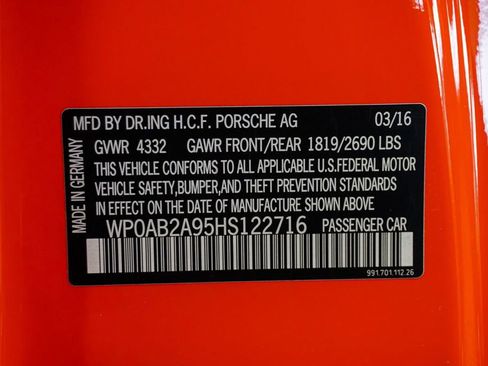 MFD BY DR.ING H.C.F. PORSCHE AG 03/16
GVWR 4332 GAWR FRONT/REAR 1819/2690 LBS
THIS VEHICLE CONFORMS TO ALL APPLICABLE U.S.FEDERAL MOTOR
VEHICLE SAFETY,BUMPER,AND THEFT PREVENTION STANDARDS
IN EFFECT ON THE DATE OF MANUFACTURE SHOWN ABOVE
WP0AB2A95HS122716 PASSENGER CAR
991.701.112.26
MADE IN GERMANY